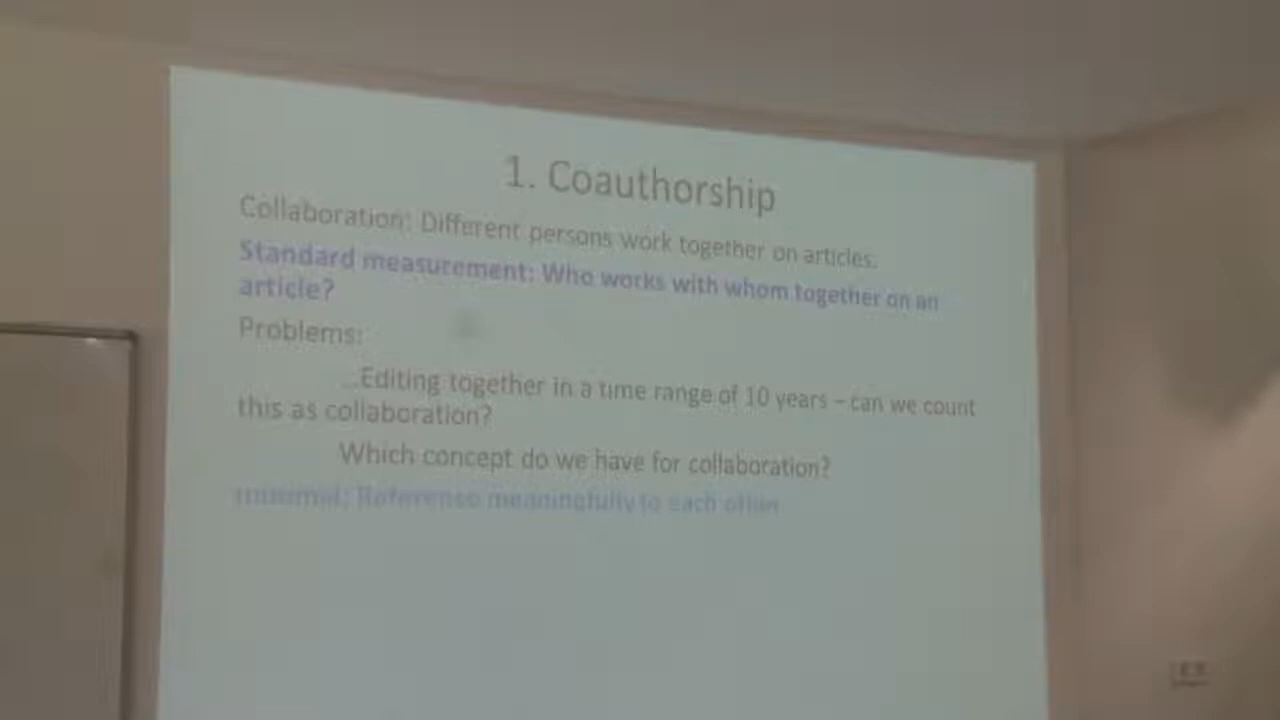 1. Coauthorship
Collaboration: Different persons work together on articles.
Standard measurement: Who works with whom together on an
article?
Problems:
...Editing together in a time range of 10 years – can we count
this as collaboration?
Which concept do we have for collaboration?
minimal: Reference meaningfully to each other